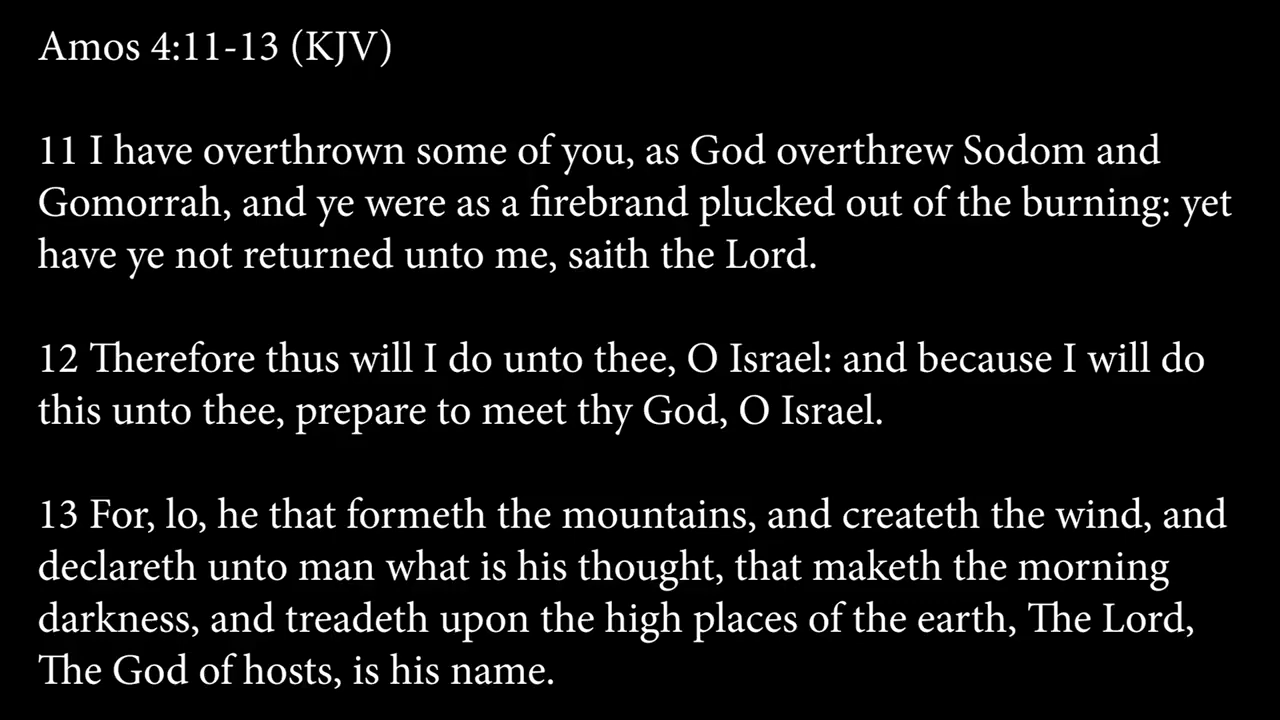 Amos 4:11-13 (KJV)
11 I have overthrown some of you, as God overthrew Sodom and
Gomorrah, and ye were as a firebrand plucked out of the burning: yet
have ye not returned unto me, saith the Lord.
12 Therefore thus will I do unto thee, O Israel: and because I will do
this unto thee, prepare to meet thy God, O Israel.
13 For, lo, he that formeth the mountains, and createth the wind, and
declareth unto man what is his thought, that maketh the morning
darkness, and treadeth upon the high places of the earth, The Lord,
The God of hosts, is his name.